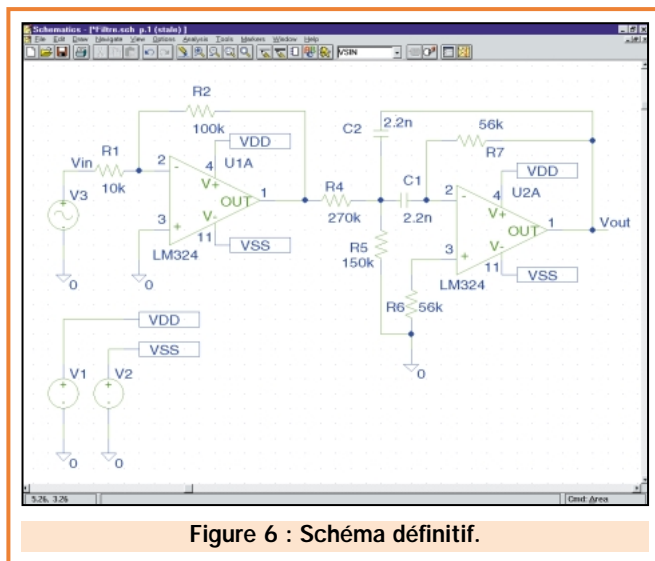 Schematics - [*Filtre.sch p.1 (stale) ]
File Edit Draw Navigate View Options Analysis Tools Markers Window Help
VSIN
R2
100k
VDD
Vin
R1
10k
2
4
U1A
-
V+
OUT
1
V3
3
+
V-
11
VSS
LM324
0
0
C2
2.2n
56k
R7
VDD
R4
270k
C1
2.2n
2
4
U2A
-
V+
OUT
1
Vout
R5
150k
3
+
V-
11
VSS
LM324
R6
56k
0
VDD
VSS
V1
V2
+
-
+
-
0
0
5.26, 3.26
Cmd: Area
Figure 6 : Schéma définitif.